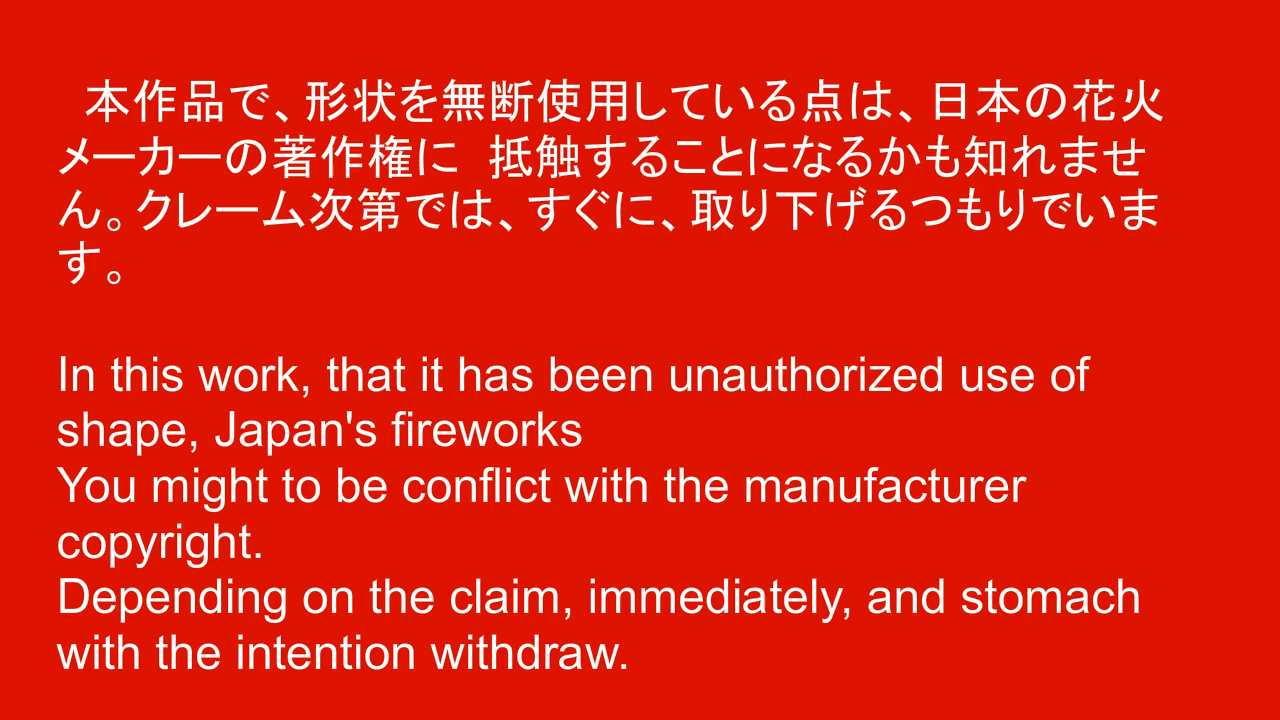 本作品で、形状を無断使用している点は、日本の花火
メーカーの著作権に　抵触することになるかも知れませ
ん。クレーム次第では、すぐに、取り下げるつもりでいま
す。
In this work, that it has been unauthorized use of
shape, Japan's fireworks
You might to be conflict with the manufacturer
copyright.
Depending on the claim, immediately, and stomach
with the intention withdraw.